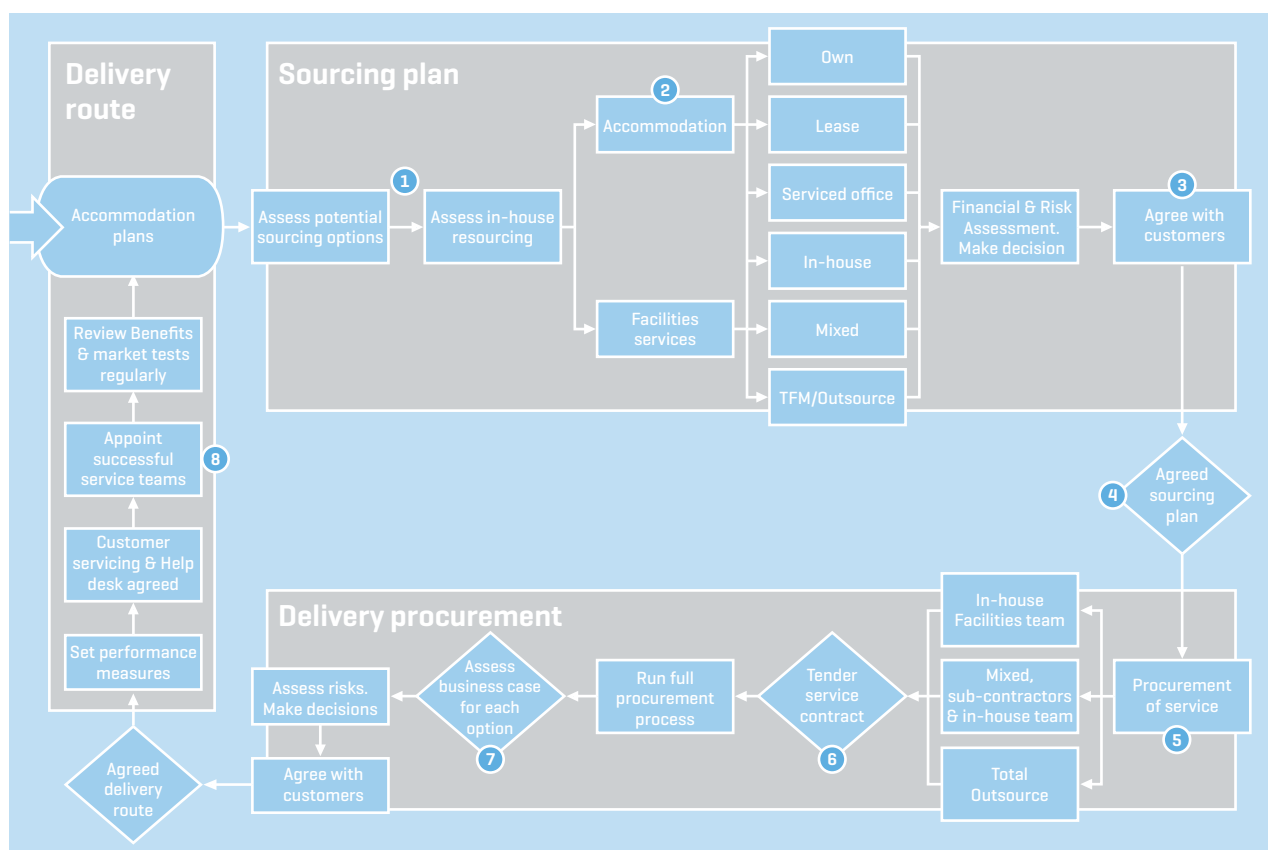 Delivery
route
Accommodation
plans
Review Benefits
& market tests
regularly
Appoint
successful
service teams
8
Customer
servicing & Help
desk agreed
Set performance
measures
Agreed
delivery
route
Sourcing plan
Assess potential
sourcing options
1
Assess in-house
resourcing
2
Accommodation
Facilities
services
Own
Lease
Serviced office
In-house
Mixed
TFM/Outsource
Financial & Risk
Assessment.
Make decision
3
Agree with
customers
4
Agreed
sourcing
plan
Delivery procurement
Procurement
of service
5
In-house
Facilities team
Mixed,
sub-contractors
& in-house team
Total
Outsource
Tender
service
contract
6
Run full
procurement
process
Assess
business case
for each
option
7
Assess risks.
Make decisions
Agree with
customers